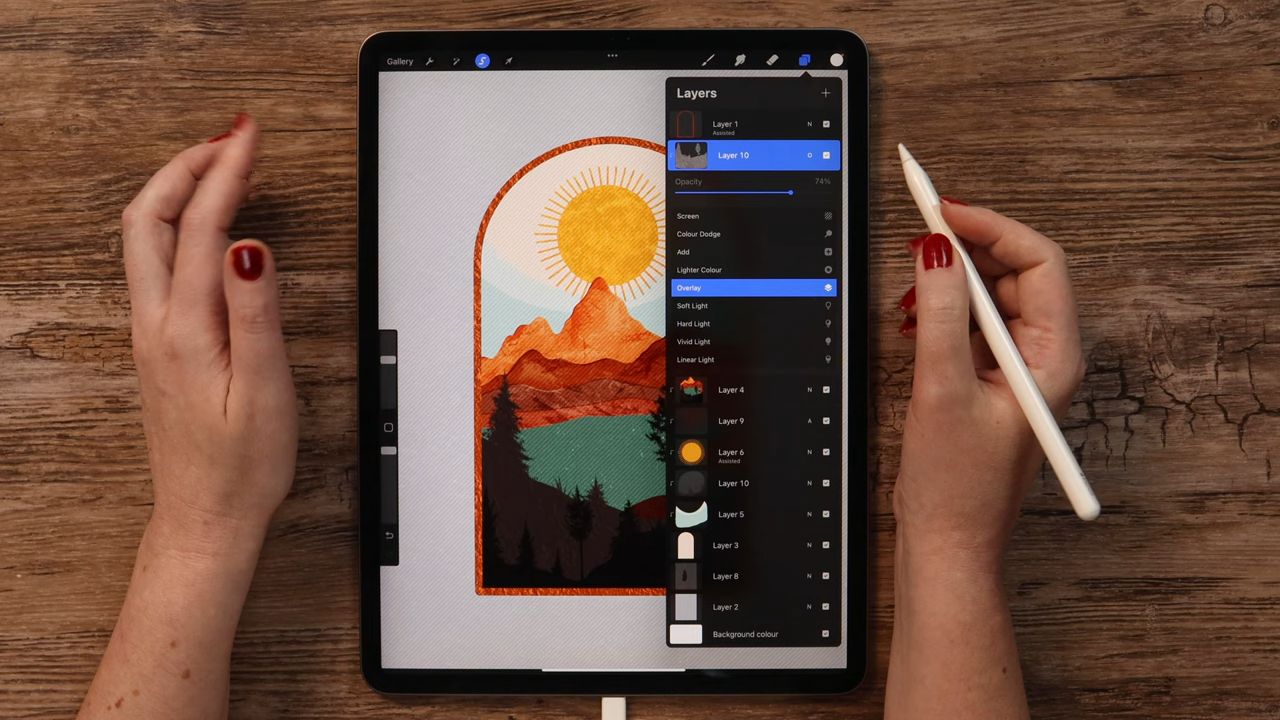 Gallery
Layers
Layer 1 N
Assisted
Layer 10 O
Opacity 74%
Screen
Colour Dodge
Add
Lighter Colour
Overlay
Soft Light
Hard Light
Vivid Light
Linear Light
Layer 4 N
Layer 9 A
Layer 6 N
Assisted
Layer 10 N
Layer 5 N
Layer 3 N
Layer 8 N
Layer 2 N
Background colour